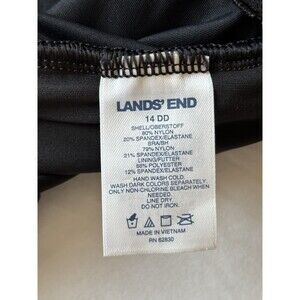 LANDS' END
14 DD
SHELL/OBERSTOFF
80% NYLON
20% SPANDEX/ELASTANE
BRA/BH
79% NYLON
21% SPANDEX/ELASTANE
LINING/FUTTER
88% POLYESTER
12% SPANDEX/ELASTANE
HAND WASH COLD.
WASH DARK COLORS SEPARATELY.
ONLY NON-CHLORINE BLEACH WHEN
NEEDED.
LINE DRY.
DO NOT IRON.
MADE IN VIETNAM
RN 62830